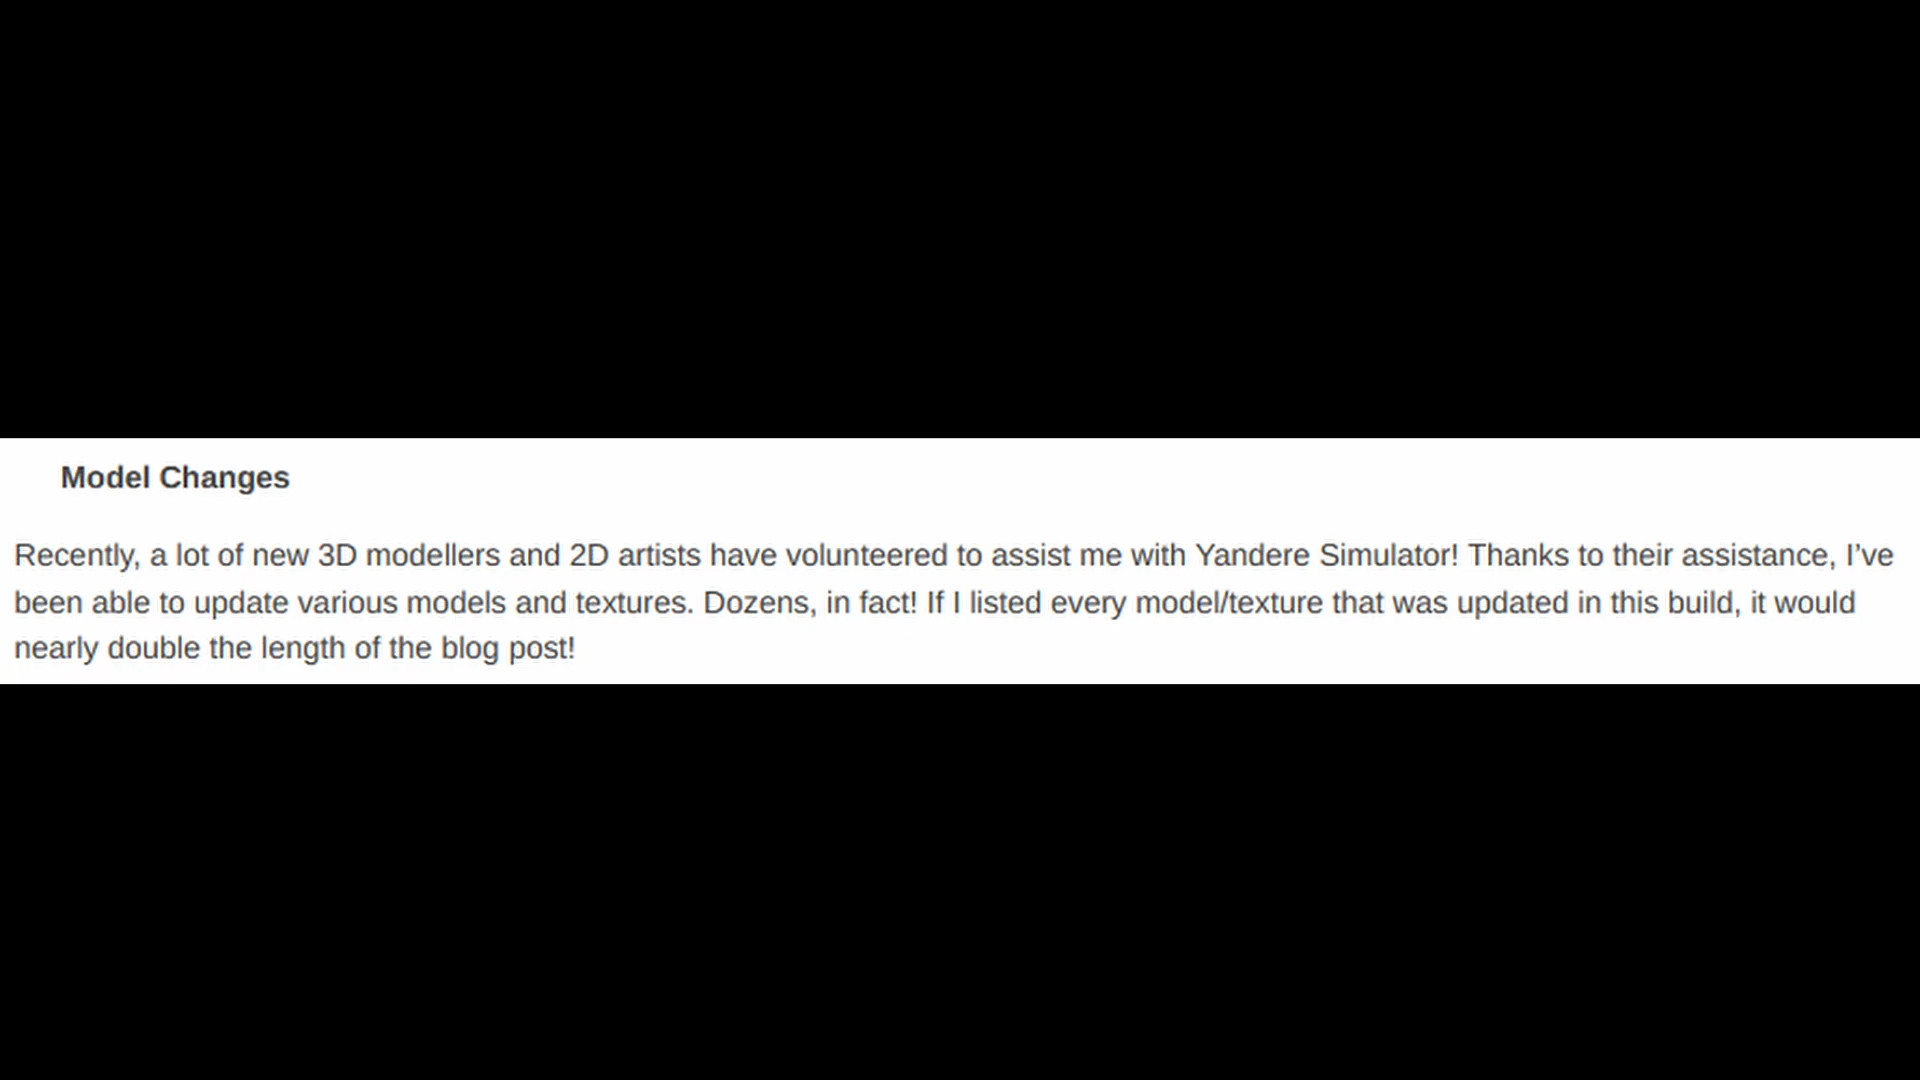 Model Changes
Recently, a lot of new 3D modellers and 2D artists have volunteered to assist me with Yandere Simulator! Thanks to their assistance, I’ve
been able to update various models and textures. Dozens, in fact! If I listed every model/texture that was updated in this build, it would
nearly double the length of the blog post!